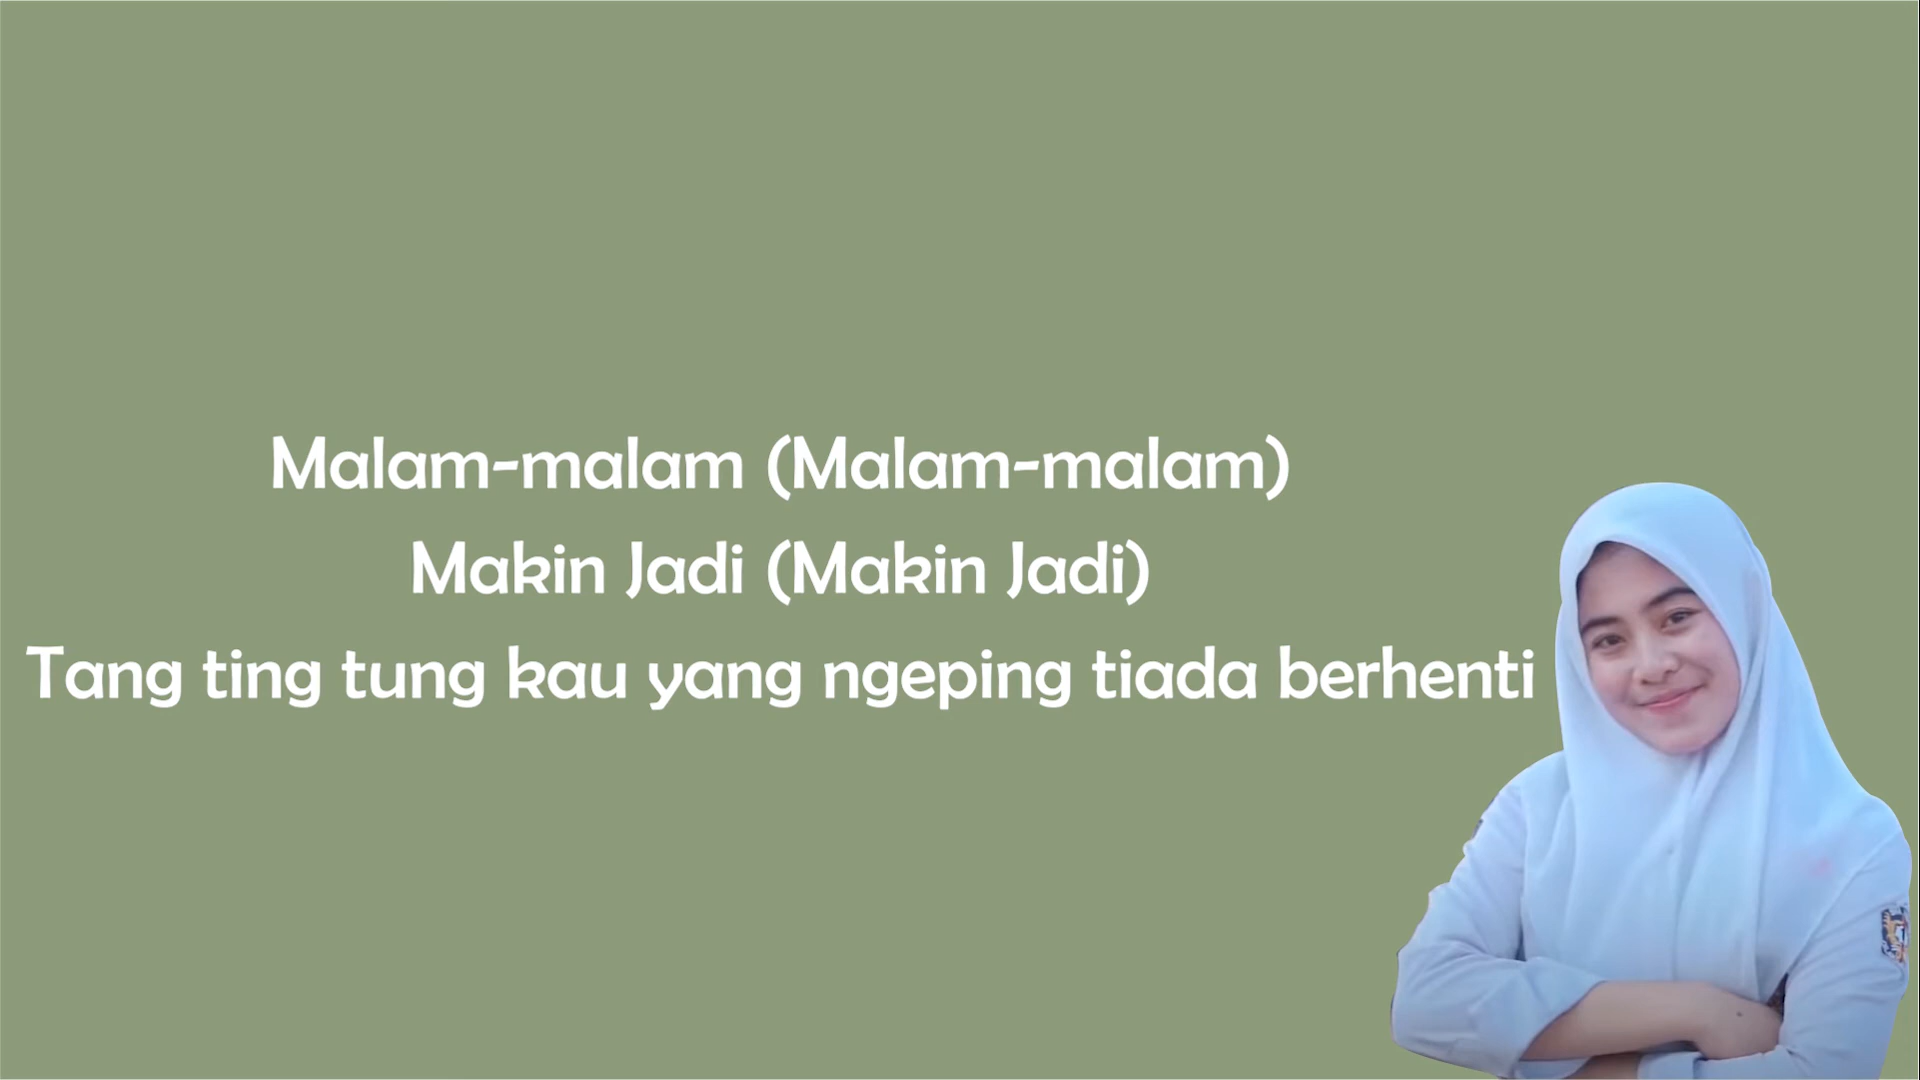 Malam-malam (Malam-malam)
Makin Jadi (Makin Jadi)
Tang ting tung kau yang ngeping tiada berhenti